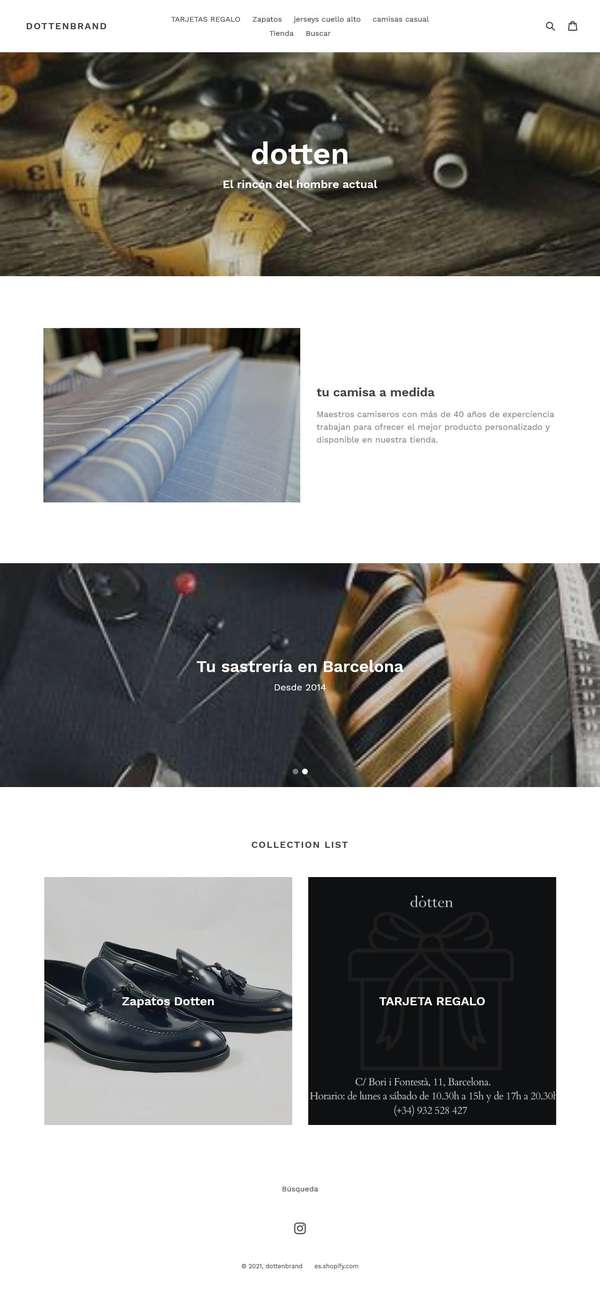 DOTTENBRAND
TARJETAS REGALO Zapatos jerseys cuello alto camisas casual
Tienda Buscar
dotten
El rincón del hombre actual
tu camisa a medida
Maestros camiseros con más de 40 años de experciencia
trabajan para ofrecer el mejor producto personalizado y
disponible en nuestra tienda.
Tu sastrería en Barcelona
Desde 2014
COLLECTION LIST
Zapatos Dotten
dotten
TARJETA REGALO
C/ Bori i Fontestà, 11, Barcelona.
Horario: de lunes a sábado de 10.30h a 15h y de 17h a 20.30h
(+34) 932 528 427
Búsqueda
© 2021, dottenbrand es.shopify.com